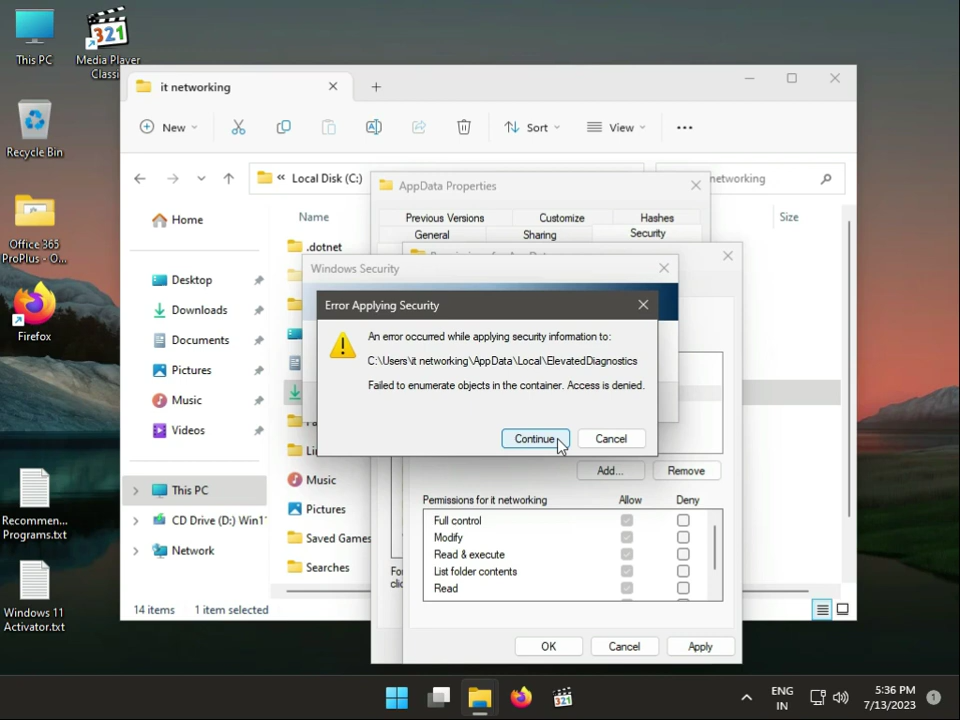 This PC
Media Player
Classi
Recycle Bin
Office 365
ProPlus - O...
Firefox
Recommen...
Programs.txt
Windows 11
Activator.txt
it networking
New
Sort
View
Local Disk (C:)
networking
Home
Desktop
Downloads
Documents
Pictures
Music
Videos
This PC
CD Drive (D:) Win1
Network
Name
Size
.dotnet
Music
Pictures
Saved Games
Searches
14 items 1 item selected
AppData Properties
Previous Versions Customize Hashes
General Sharing Security
Windows Security
Error Applying Security
An error occurred while applying security information to:
C:\Users\it networking\AppData\Local\ElevatedDiagnostics
Failed to enumerate objects in the container. Access is denied.
Continue Cancel
Add... Remove
Permissions for it networking Allow Deny
Full control
Modify
Read & execute
List folder contents
Read
OK Cancel Apply
ENG
IN
5:36 PM
7/13/2023
1